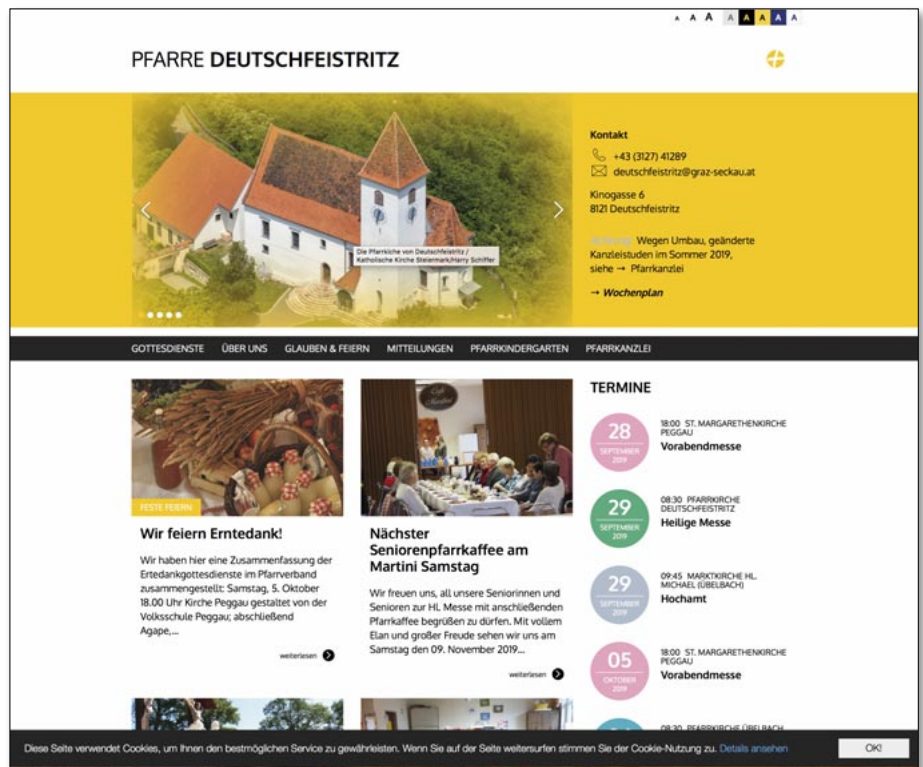 A A A A A A A A
PFARRE DEUTSCHFEISTRITZ
Die Pfarrkiche von Deutschfeistritz /
Katholische Kirche Steiermark/Harry Schiffer
Kontakt
+43 (3127) 41289
deutschfeistritz@graz-seckau.at
Kinogasse 6
8121 Deutschfeistritz
Wegen Umbau, geänderte
Kanzleistuden im Sommer 2019,
siehe → Pfarrkanzlei
→ Wochenplan
GOTTESDIENSTE ÜBER UNS GLAUBEN & FEIERN MITTEILUNGEN PFARRKINDERGARTEN PFARRKANZLEI
FESTE FEIERN
Wir feiern Erntedank!
Wir haben hier eine Zusammenfassung der
Ertedankgottesdienste im Pfarrverband
zusammengestellt: Samstag, 5. Oktober
18.00 Uhr Kirche Peggau gestaltet von der
Volksschule Peggau; abschließend
Agape,...
weiterlesen
Café
Martini
Nächster
Seniorenpfarrkaffee am
Martini Samstag
Wir freuen uns, all unsere Seniorinnen und
Senioren zur Hl. Messe mit anschließenden
Pfarrkaffee begrüßen zu dürfen. Mit vollem
Elan und großer Freude sehen wir uns am
Samstag den 09. November 2019...
weiterlesen
TERMINE
28
SEPTEMBER
2019
18:00 ST. MARGARETHENKIRCHE
PEGGAU
Vorabendmesse
29
SEPTEMBER
2019
08:30 PFARRKIRCHE
DEUTSCHFEISTRITZ
Heilige Messe
29
SEPTEMBER
2019
09:45 MARKTKIRCHE HL.
MICHAEL (ÜBELBACH)
Hochamt
05
OKTOBER
2019
18:00 ST. MARGARETHENKIRCHE
PEGGAU
Vorabendmesse
08:30 PFARRKIRCHE ÜBELBACH
Diese Seite verwendet Cookies, um Ihnen den bestmöglichen Service zu gewährleisten. Wenn Sie auf der Seite weitersurfen stimmen Sie der Cookie-Nutzung zu. Details ansehen
OK!